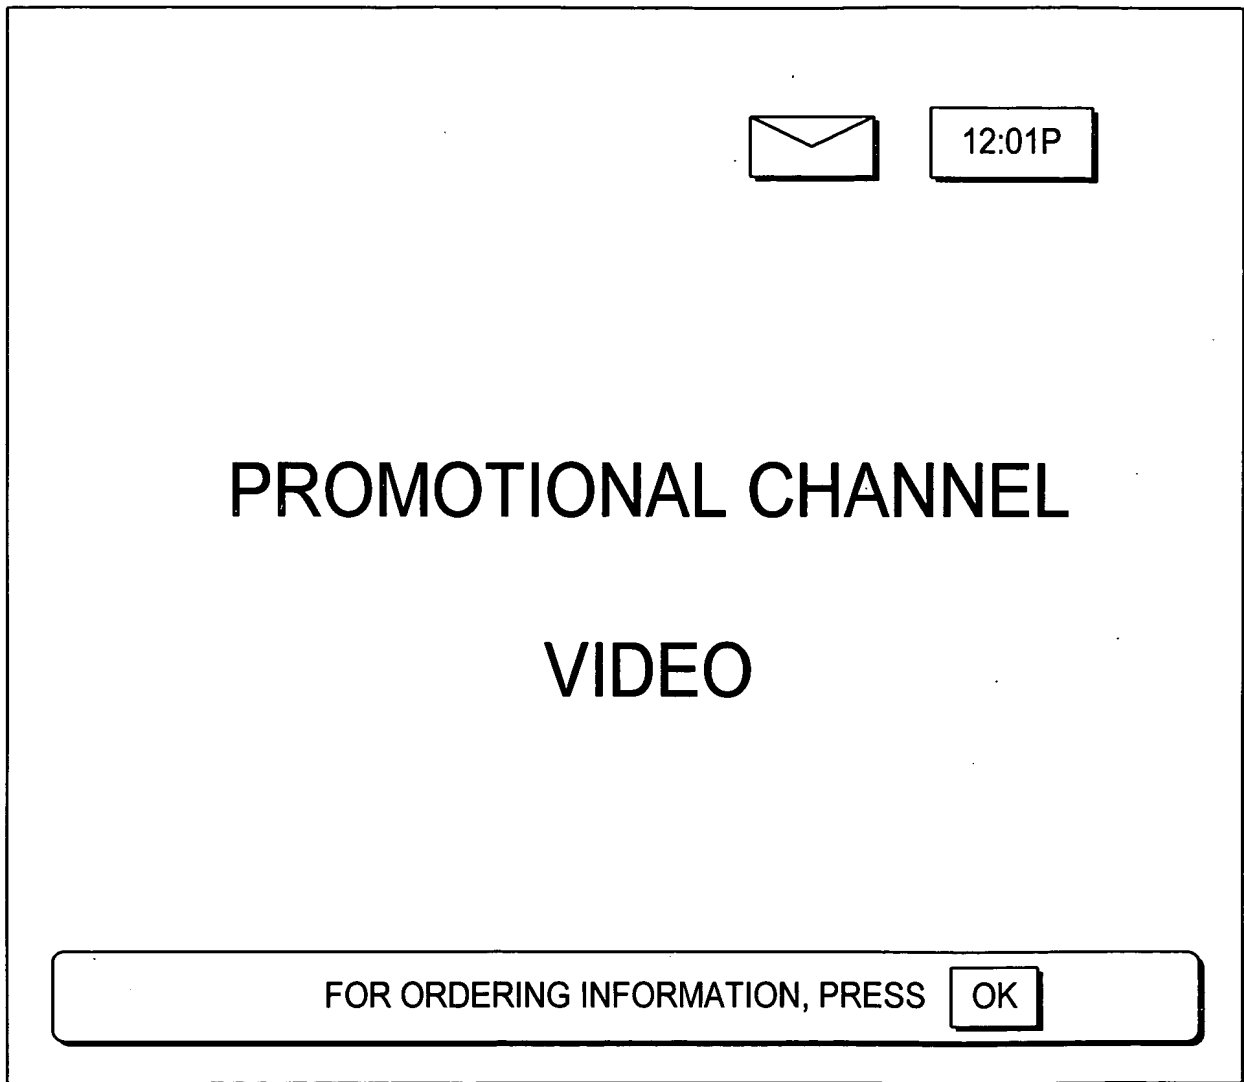 12:01P
PROMOTIONAL CHANNEL
VIDEO
FOR ORDERING INFORMATION, PRESS OK